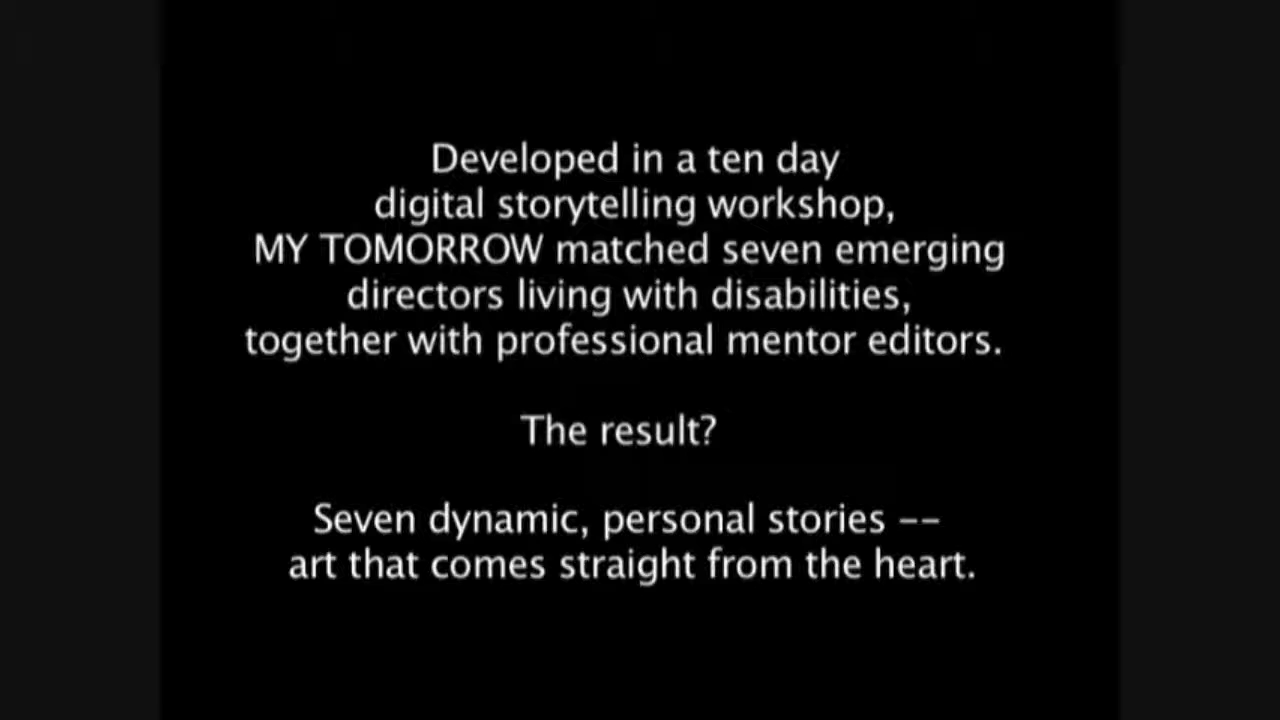 Developed in a ten day
digital storytelling workshop,
MY TOMORROW matched seven emerging
directors living with disabilities,
together with professional mentor editors.
The result?
Seven dynamic, personal stories --
art that comes straight from the heart.